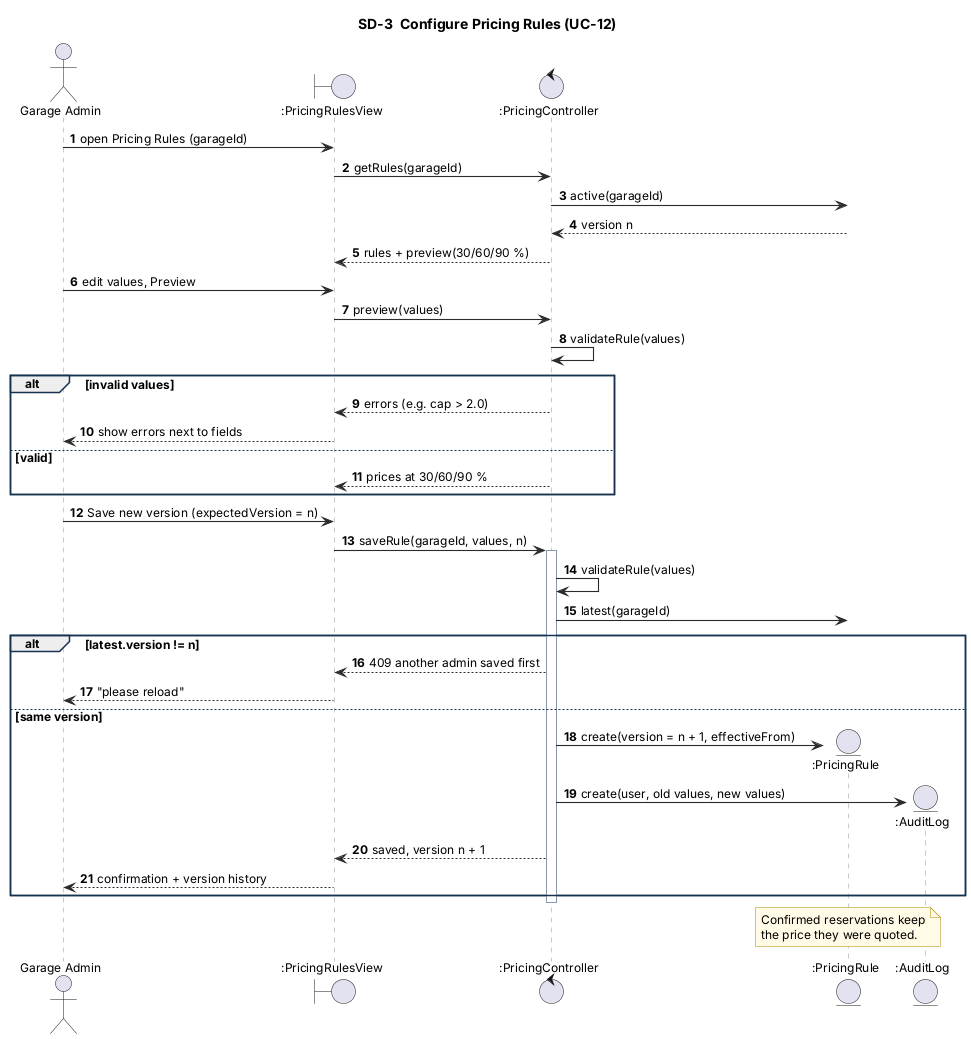 SD-3 Configure Pricing Rules (UC-12)
Garage Admin
:PricingRulesView
:PricingController
1 open Pricing Rules (garageId)
2 getRules(garageId)
3 active(garageId)
4 version n
5 rules + preview(30/60/90 %)
6 edit values, Preview
7 preview(values)
8 validateRule(values)
alt [invalid values]
9 errors (e.g. cap > 2.0)
10 show errors next to fields
[valid]
11 prices at 30/60/90 %
12 Save new version (expectedVersion = n)
13 saveRule(garageId, values, n)
14 validateRule(values)
15 latest(garageId)
alt [latest.version != n]
16 409 another admin saved first
17 "please reload"
[same version]
18 create(version = n + 1, effectiveFrom)
:PricingRule
19 create(user, old values, new values)
:AuditLog
20 saved, version n + 1
21 confirmation + version history
Confirmed reservations keep
the price they were quoted.
Garage Admin
:PricingRulesView
:PricingController
:PricingRule
:AuditLog